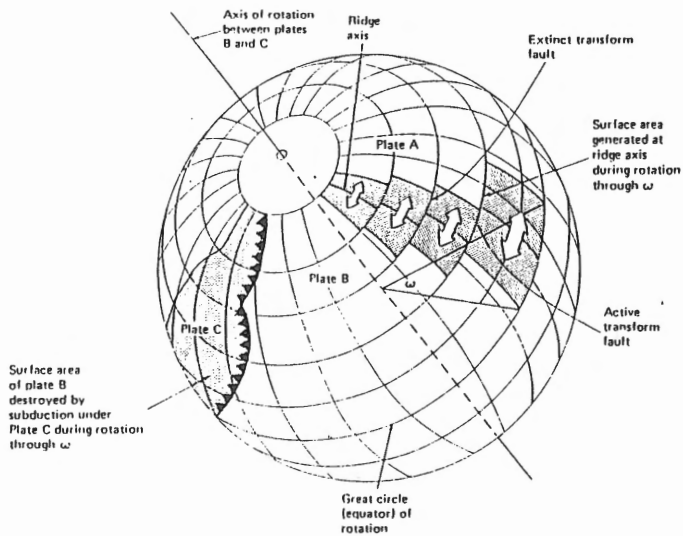 Axis of rotation
between plates
B and C
Ridge
axis
Extinct transform
fault
Surface area
generated at
ridge axis
during rotation
through ω
Plate A
Plate B
ω
Plate C
Active
transform
fault
Surface area
of plate B
destroyed by
subduction under
Plate C during rotation
through ω
Great circle
(equator) of
rotation